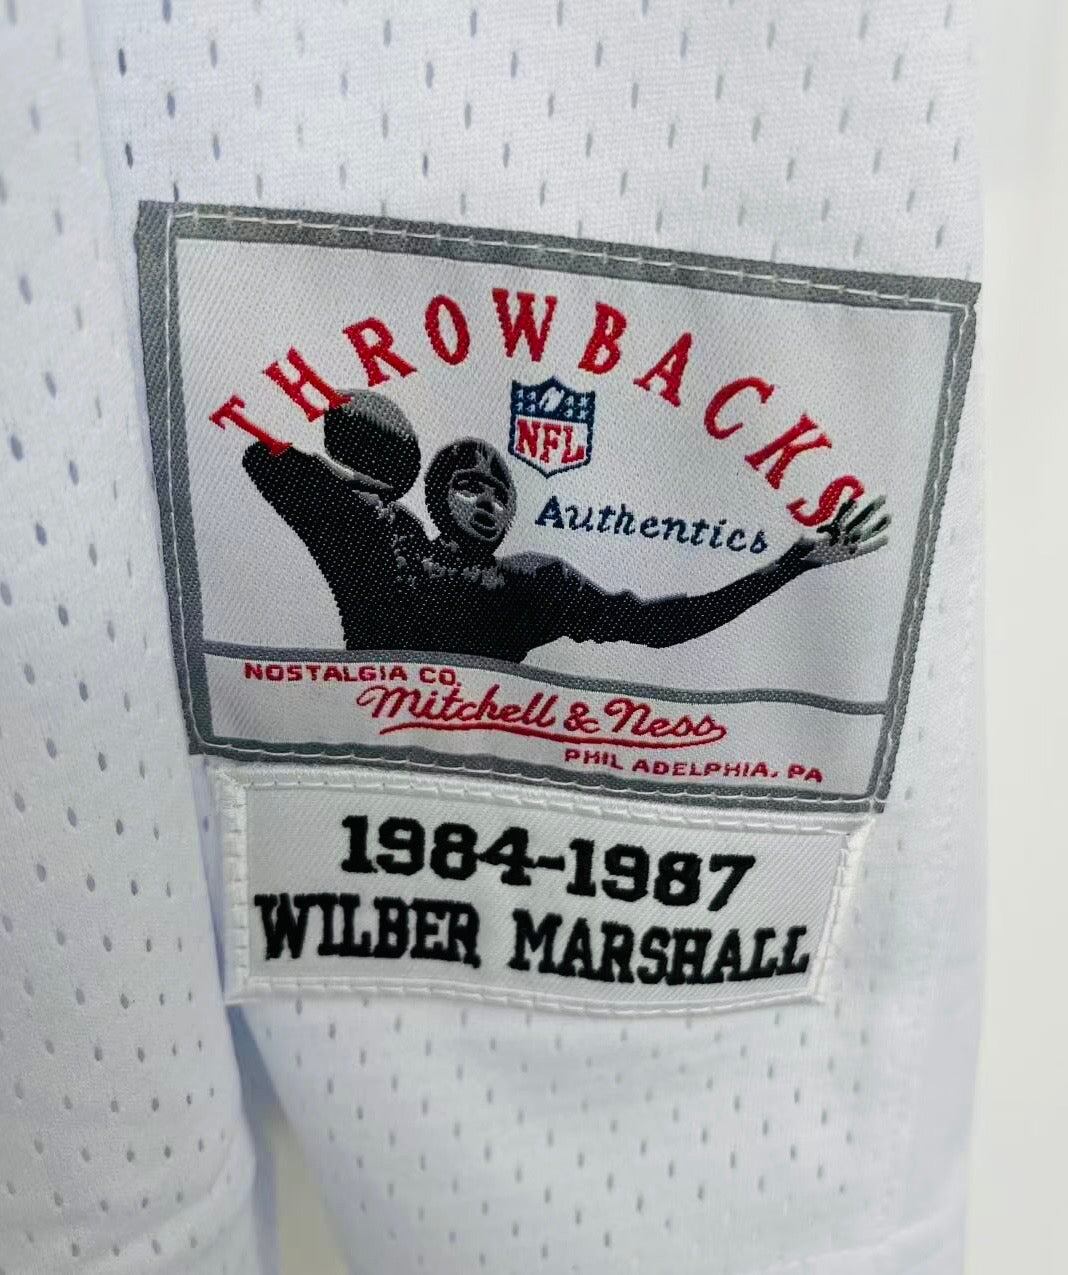 THROWBACKS
NFL
Authentics
NOSTALGIA CO.
Mitchell & Ness
PHILADELPHIA, PA
1984-1987
WILBER MARSHALL